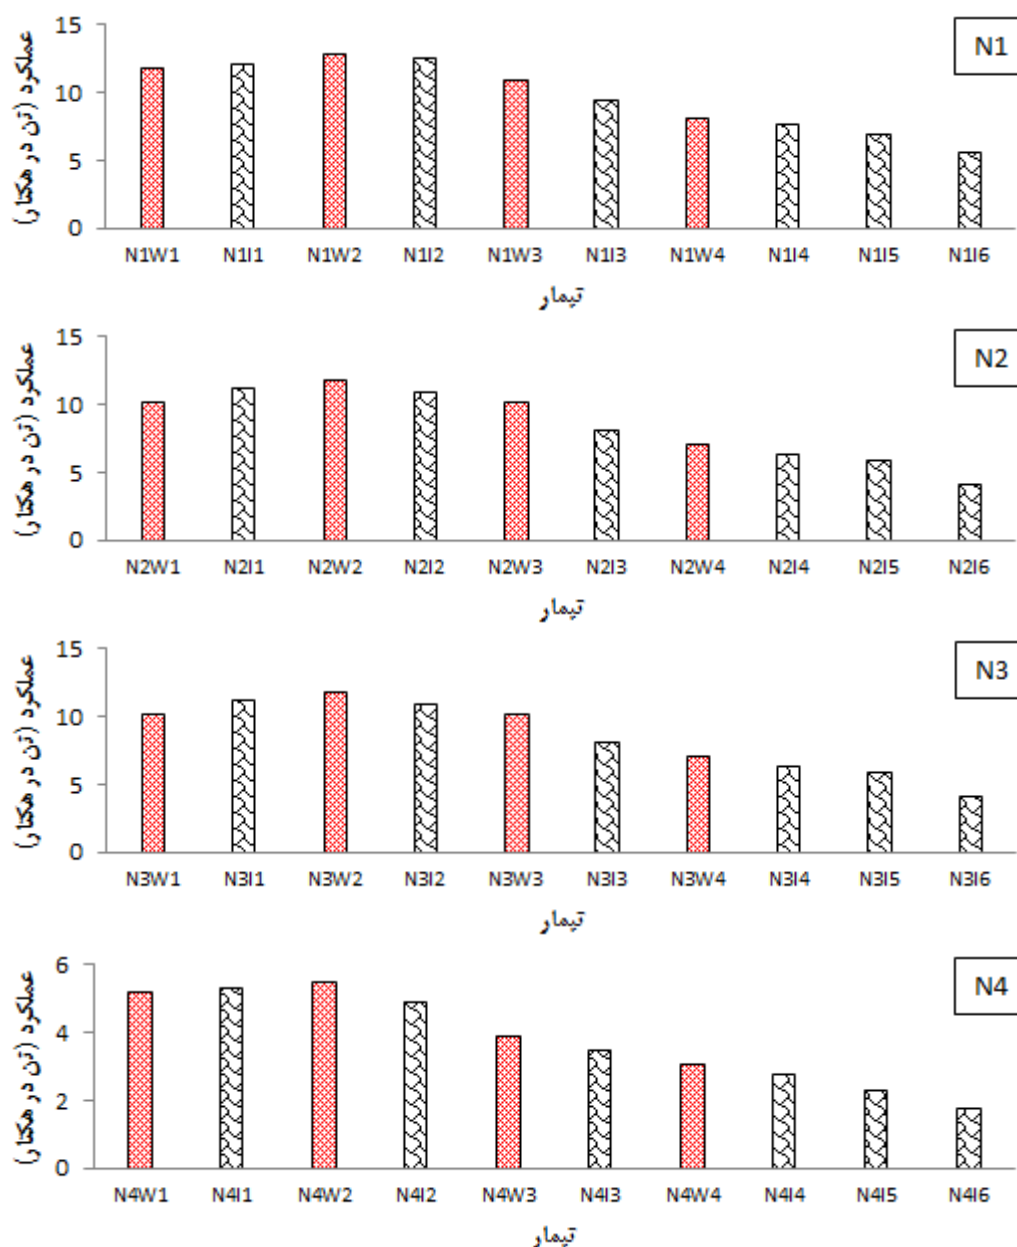 N1
عملکرد (تن در هکتار)
15
10
5
0
N1W1 N1I1 N1W2 N1I2 N1W3 N1I3 N1W4 N1I4 N1I5 N1I6
تیمار
N2
عملکرد (تن در هکتار)
15
10
5
0
N2W1 N2I1 N2W2 N2I2 N2W3 N2I3 N2W4 N2I4 N2I5 N2I6
تیمار
N3
عملکرد (تن در هکتار)
15
10
5
0
N3W1 N3I1 N3W2 N3I2 N3W3 N3I3 N3W4 N3I4 N3I5 N3I6
تیمار
N4
عملکرد (تن در هکتار)
6
4
2
0
N4W1 N4I1 N4W2 N4I2 N4W3 N4I3 N4W4 N4I4 N4I5 N4I6
تیمار